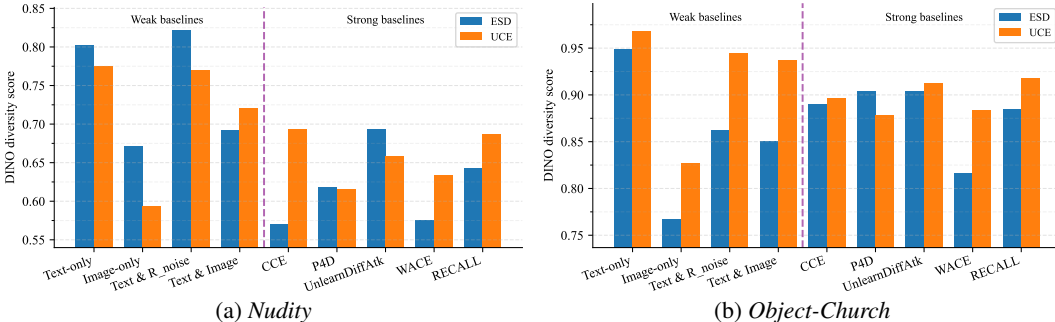 Weak baselines
Strong baselines
ESD
UCE
DINO diversity score
0.85
0.80
0.75
0.70
0.65
0.60
0.55
Text-only
Image-only
Text & R_noise
Text & Image
CCE
P4D
UnlearnDiffAtk
WACE
RECALL
(a) Nudity
Weak baselines
Strong baselines
ESD
UCE
DINO diversity score
0.95
0.90
0.85
0.80
0.75
Text-only
Image-only
Text & R_noise
Text & Image
CCE
P4D
UnlearnDiffAtk
WACE
RECALL
(b) Object-Church